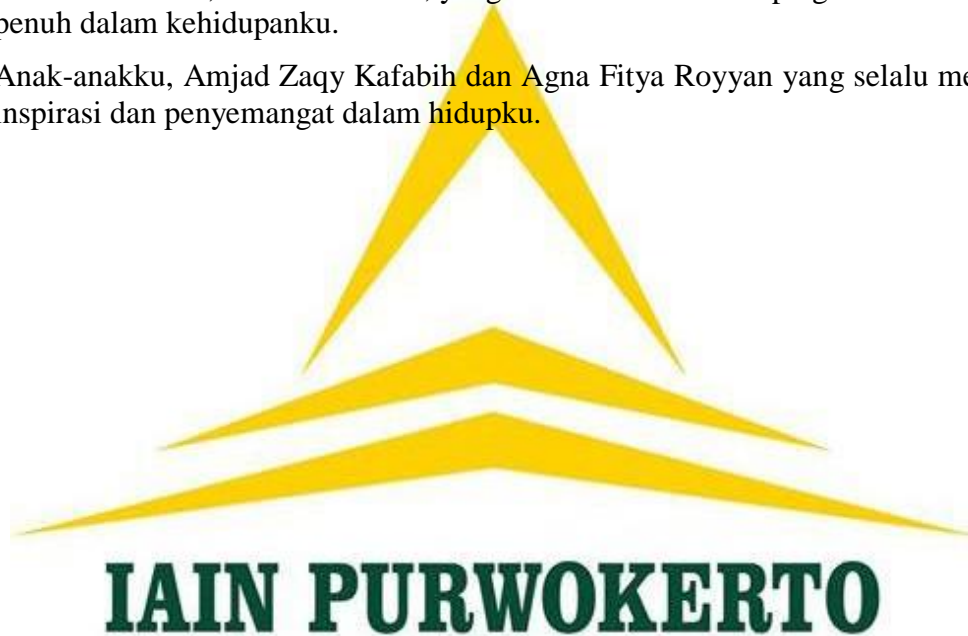 penuh dalam kehidupanku.
Anak-anakku, Amjad Zaqy Kafabih dan Agna Fitya Royyan yang selalu
inspirasi dan penyemangat dalam hidupku.
IAIN PURWOKERTO